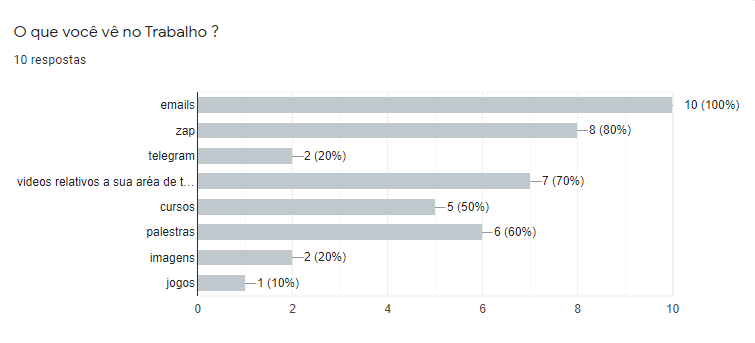 O que você vê no Trabalho ?
10 respostas
emails
10 (100%)
zap
8 (80%)
telegram
2 (20%)
videos relativos a sua aréa de t...
7 (70%)
cursos
5 (50%)
palestras
6 (60%)
imagens
2 (20%)
jogos
1 (10%)
0 2 4 6 8 10